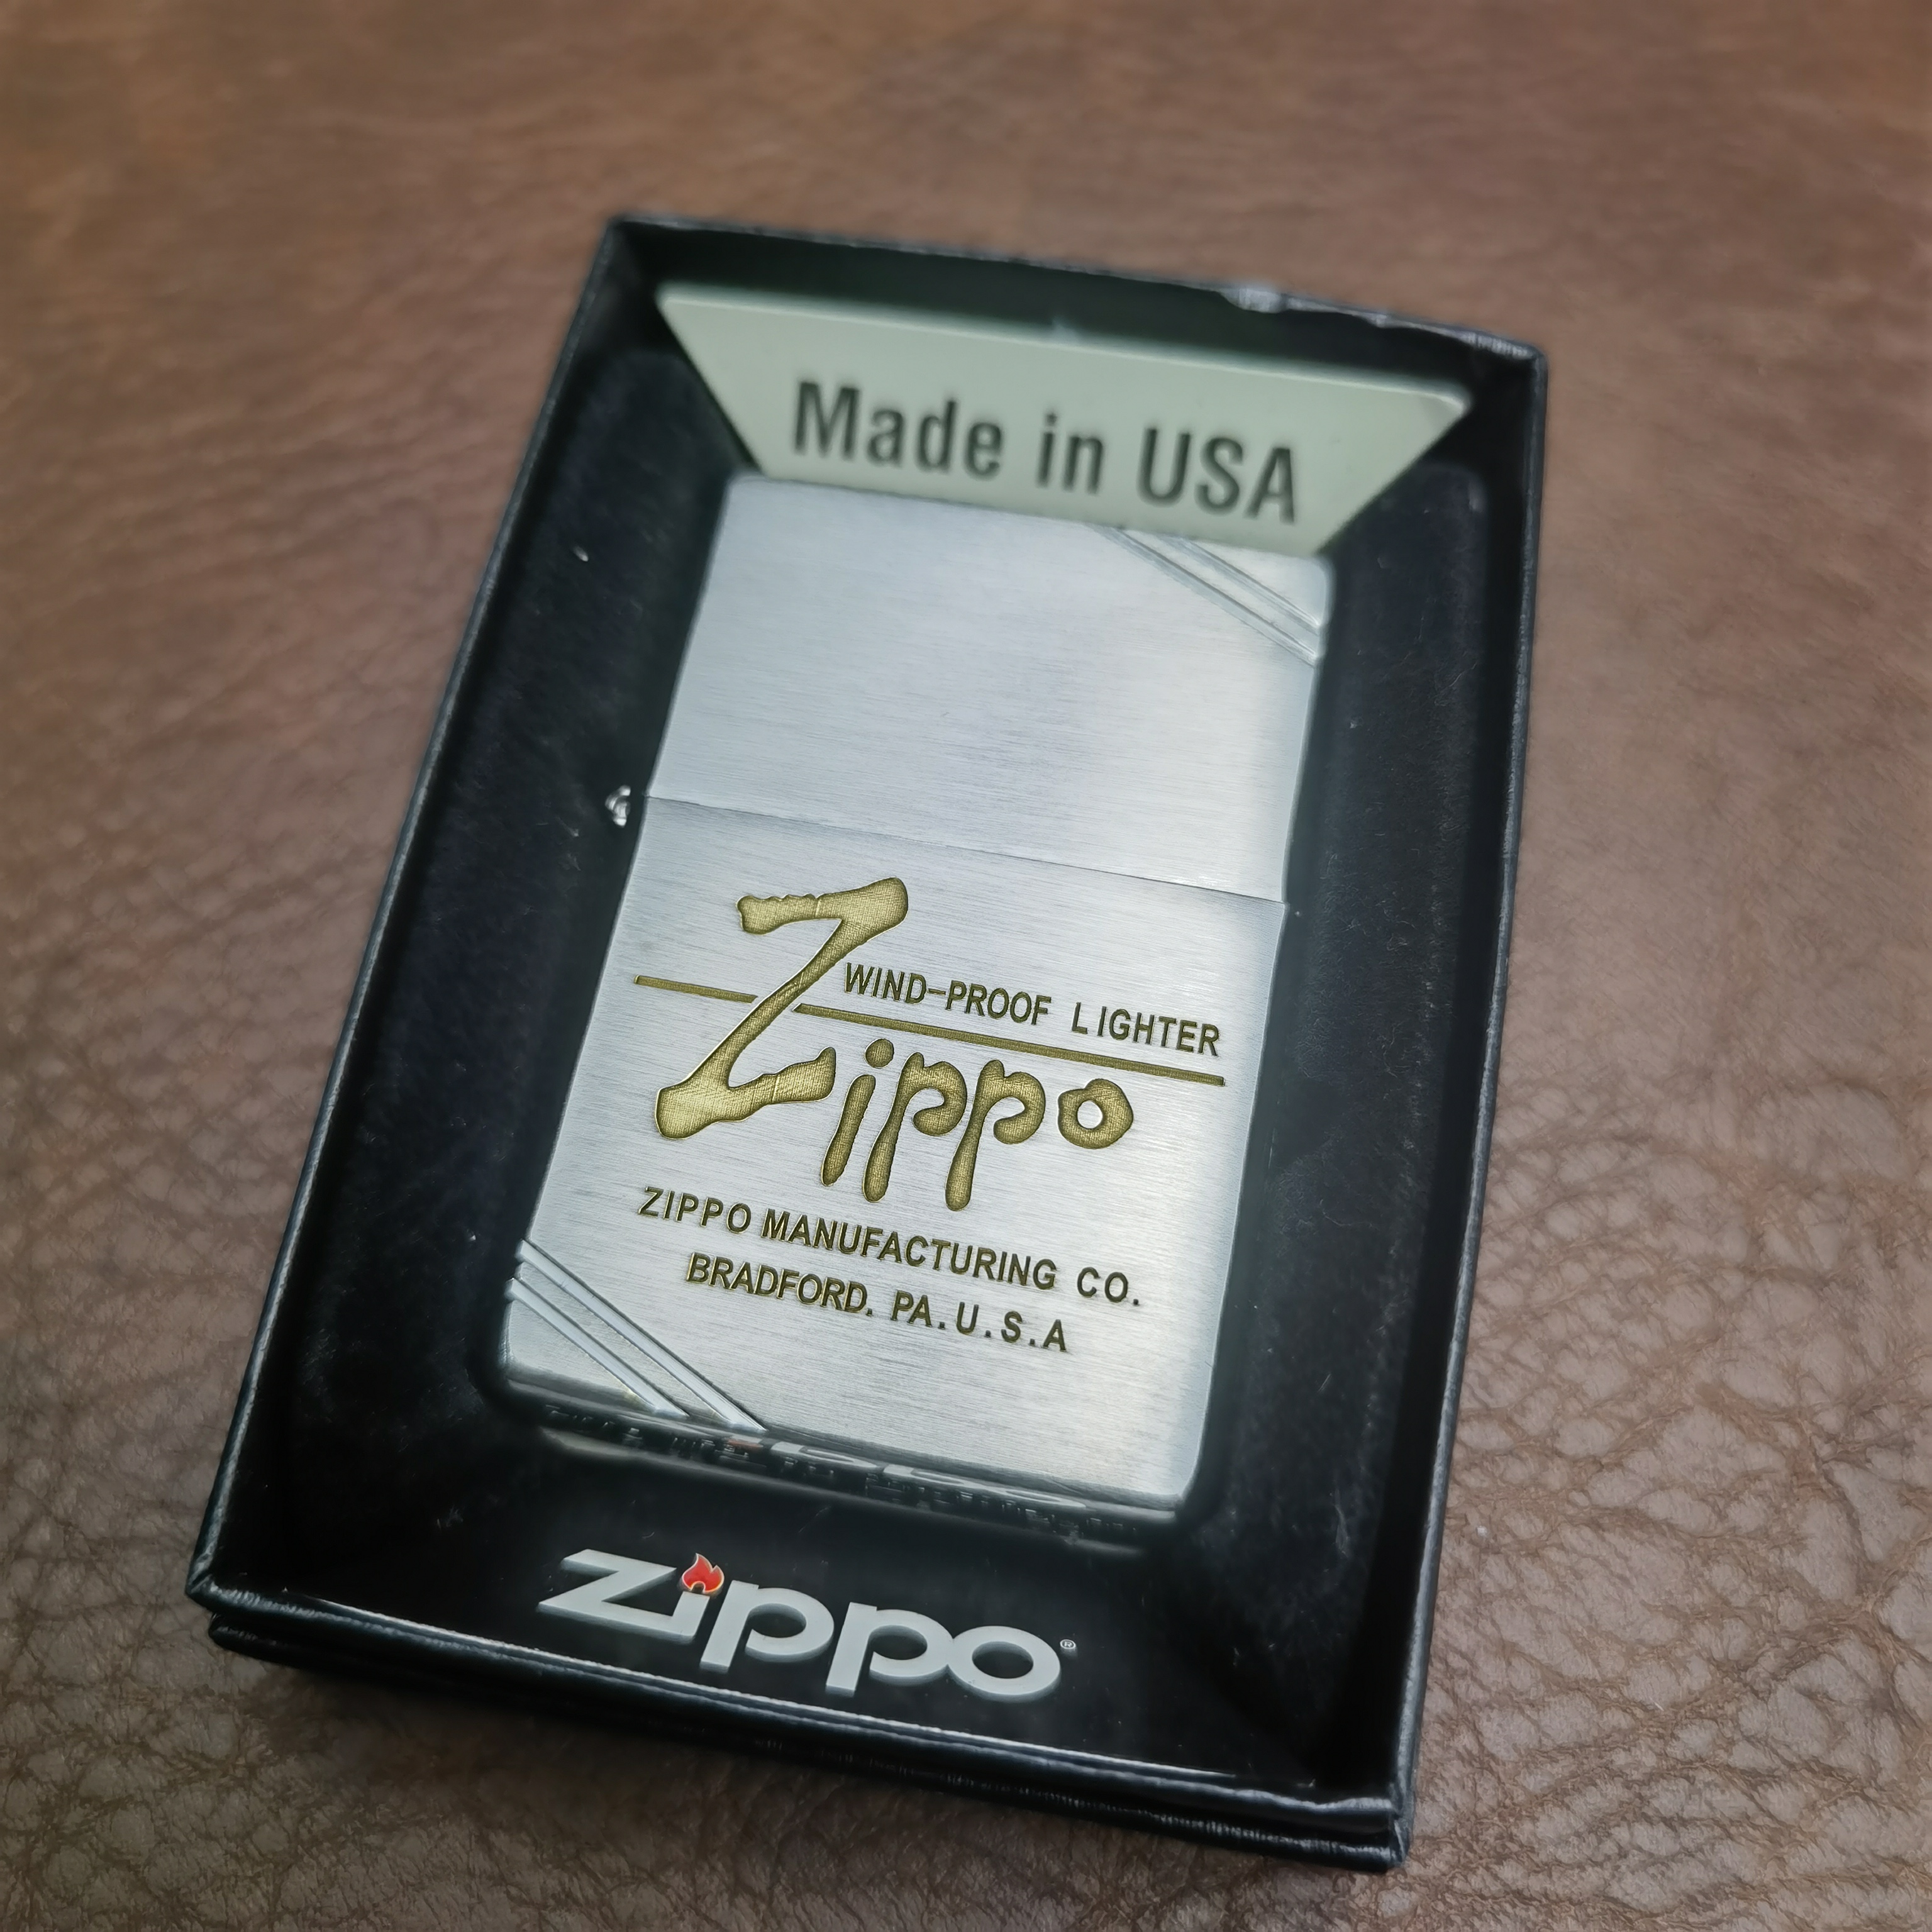 Made in USA
WIND-PROOF LIGHTER
Zippo
ZIPPO MANUFACTURING CO.
BRADFORD. PA. U.S.A
zippo®